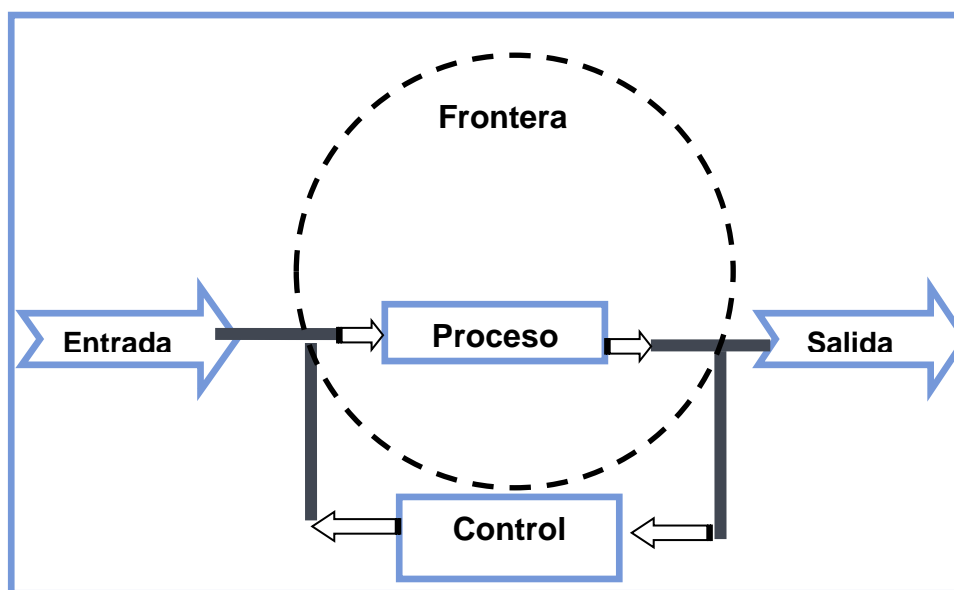 Frontera
Entrada
Proceso
Salida
Control